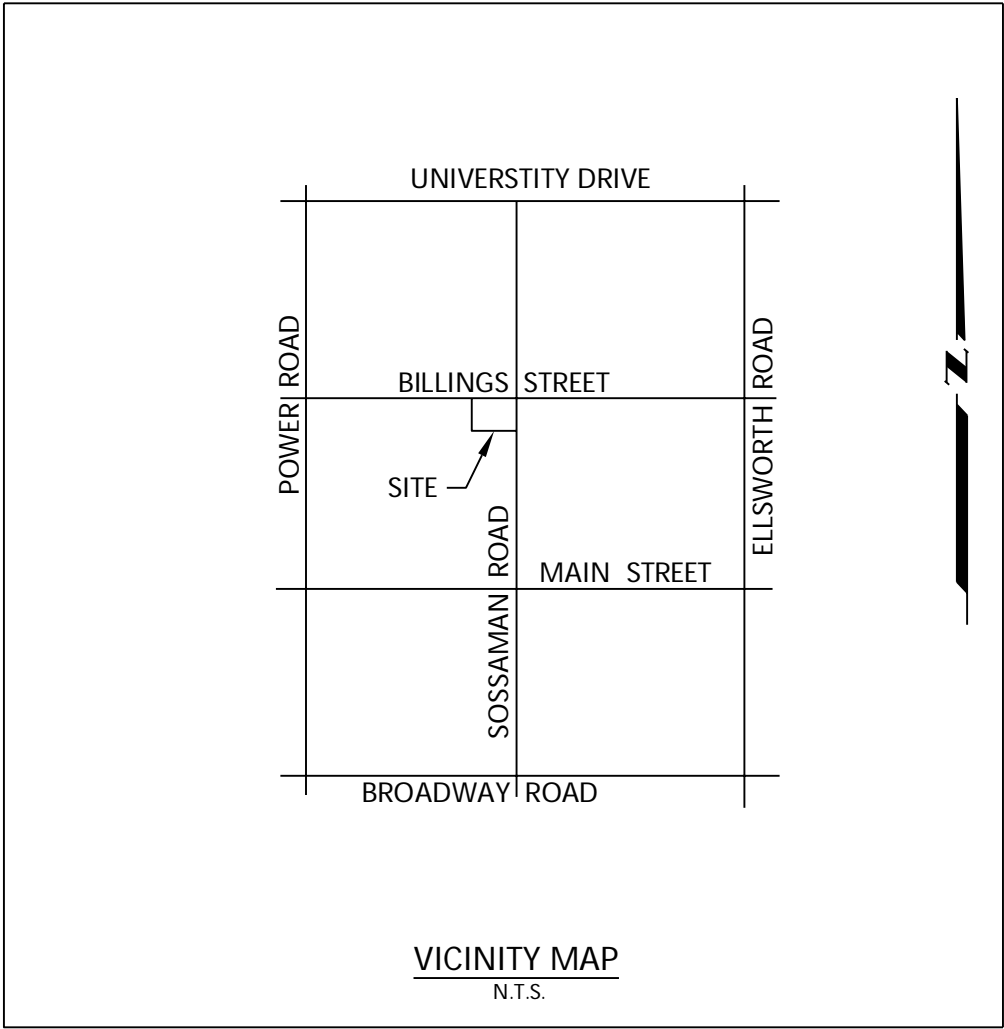 UNIVERSTITY DRIVE
POWER ROAD
BILLINGS STREET
ELLSWORTH ROAD
SITE
SOSSAMAN ROAD
MAIN STREET
BROADWAY ROAD
N
VICINITY MAP
N.T.S.